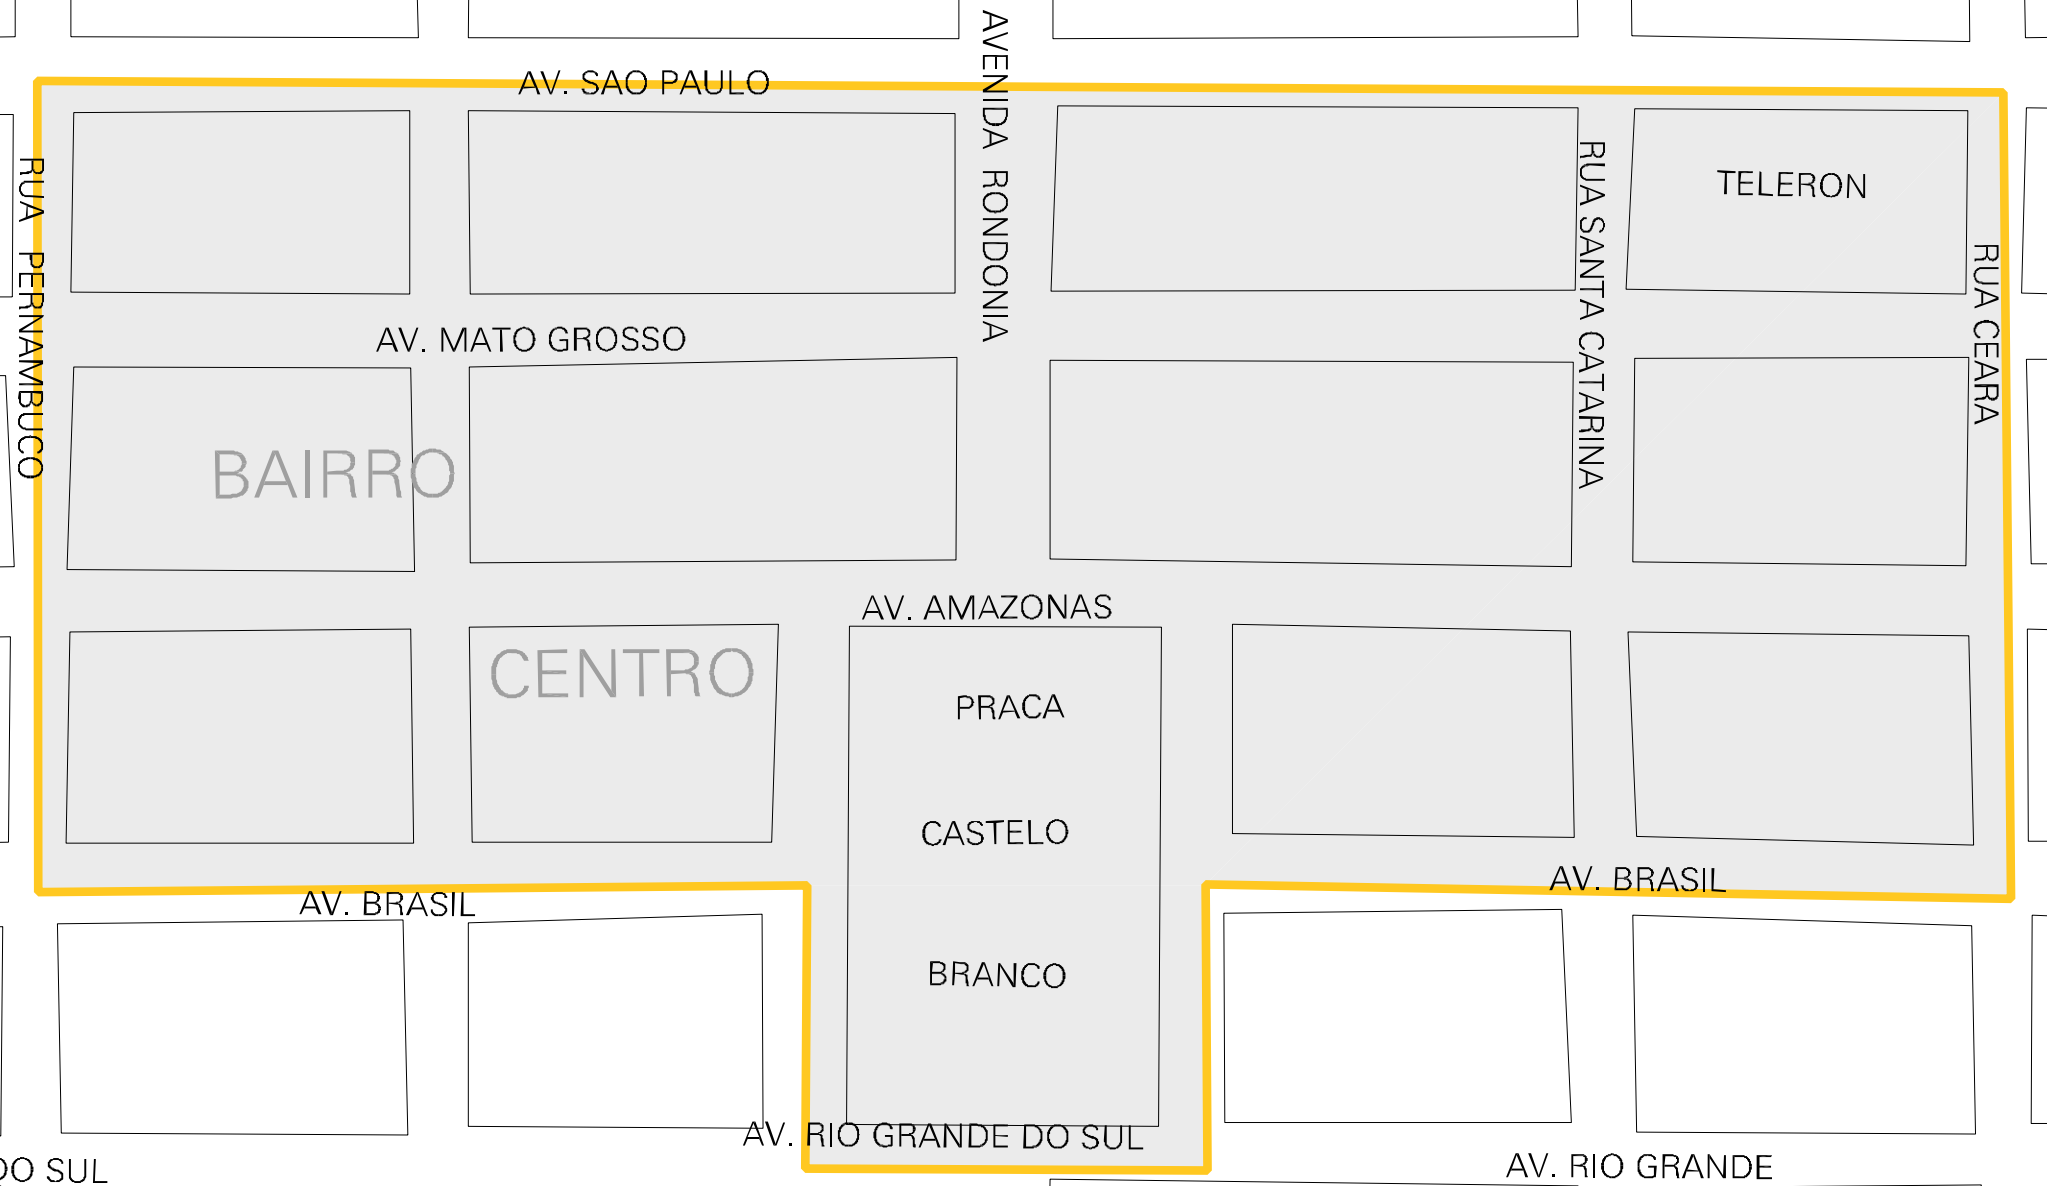 AV. SAO PAULO
AVENIDA RONDONIA
RUA PERNAMBUCO
RUA SANTA CATARINA
TELERON
RUA CEARA
AV. MATO GROSSO
BAIRRO
AV. AMAZONAS
CENTRO
PRACA
CASTELO
AV. BRASIL
AV. BRASIL
BRANCO
AV. RIO GRANDE DO SUL
DO SUL
AV. RIO GRANDE